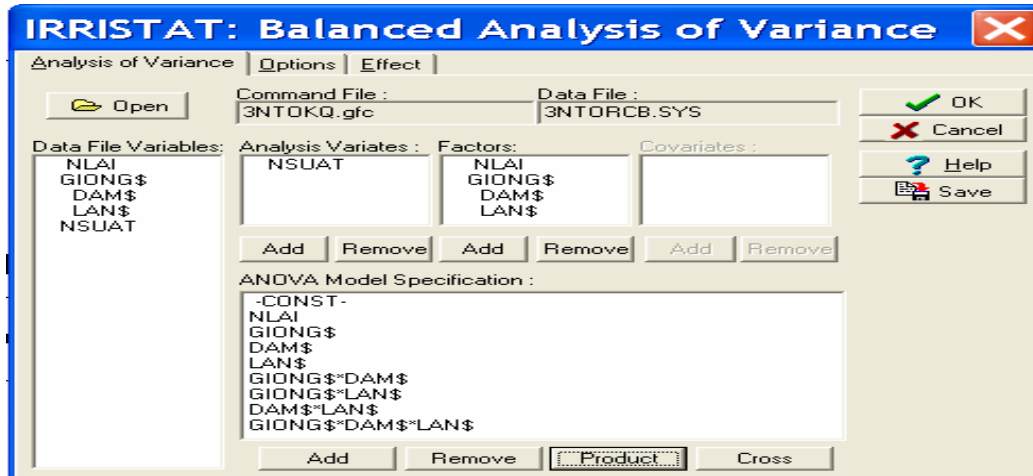 IRRISTAT: Balanced Analysis of Variance
Analysis of Variance Options Effect
Open
Command File :
3NTOKQ.gfc
Data File :
3NTORCB.SYS
OK
Cancel
Help
Save
Data File Variables:
NLAI
GIONG$
DAM$
LAN$
NSUAT
Analysis Variates :
NSUAT
Add Remove
Factors:
NLAI
GIONG$
DAM$
LAN$
Add Remove
Covariates :
Add Remove
ANOVA Model Specification :
-CONST-
NLAI
GIONG$
DAM$
LAN$
GIONG$*DAM$
GIONG$*LAN$
DAM$*LAN$
GIONG$*DAM$*LAN$
Add Remove Product Cross